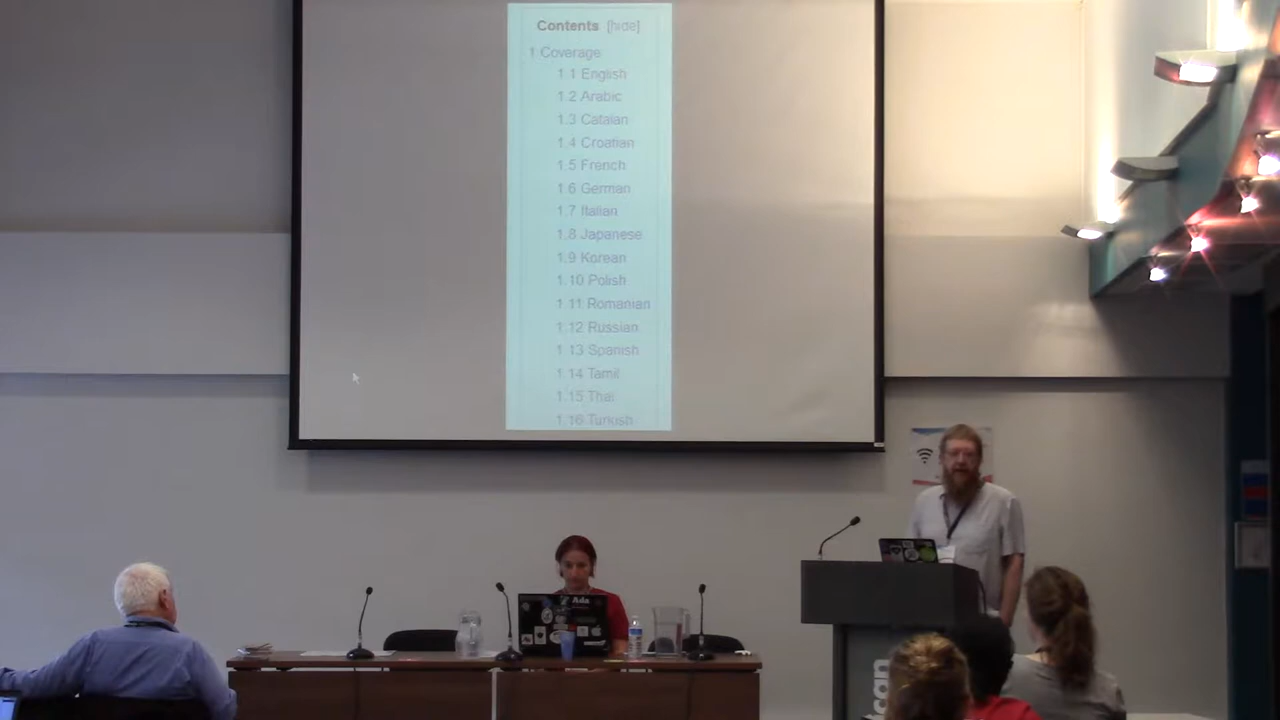 Contents [hide]
1 Coverage
1.1 English
1.2 Arabic
1.3 Catalan
1.4 Croatian
1.5 French
1.6 German
1.7 Italian
1.8 Japanese
1.9 Korean
1.10 Polish
1.11 Romanian
1.12 Russian
1.13 Spanish
1.14 Tamil
1.15 Thai
1.16 Turkish
Ada
can